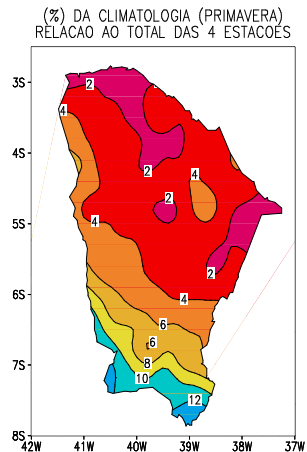 (%) DA CLIMATOLOGIA (PRIMAVERA)
RELACAO AO TOTAL DAS 4 ESTACOES
3S
2
4
4S
2
4
2
5S
4
2
6S
4
6
6
7S
8
10
12
8S
42W 41W 40W 39W 38W 37W